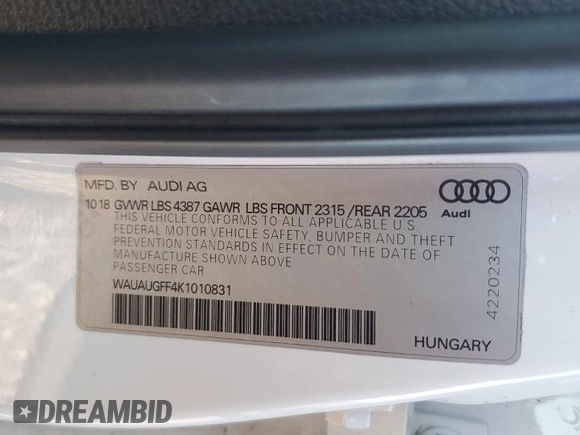 MFD. BY AUDI AG
10 18 GVWR LBS 4387 GAWR LBS FRONT 2315 /REAR 2205
THIS VEHICLE CONFORMS TO ALL APPLICABLE U.S.
FEDERAL MOTOR VEHICLE SAFETY, BUMPER AND THEFT
PREVENTION STANDARDS IN EFFECT ON THE DATE OF
MANUFACTURE SHOWN ABOVE
PASSENGER CAR
WAUAUGFF4K1010831
Audi
4220234
HUNGARY
DREAMBID